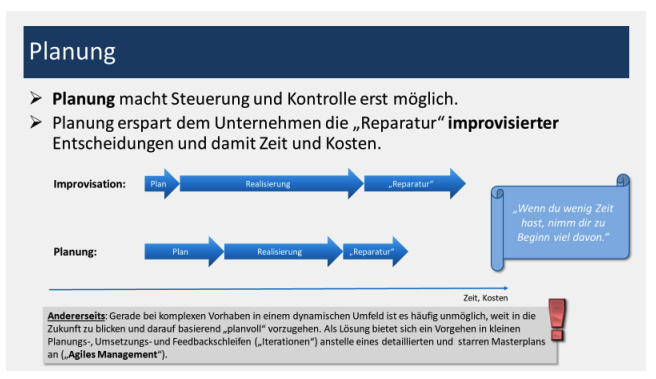 Planung
➢ Planung macht Steuerung und Kontrolle erst möglich.
➢ Planung erspart dem Unternehmen die „Reparatur“ improvisierter
Entscheidungen und damit Zeit und Kosten.
Improvisation:
Plan
Realisierung
„Reparatur“
„Wenn du wenig Zeit
hast, nimm dir zu
Beginn viel davon.“
Planung:
Plan
Realisierung
„Reparatur“
Zeit, Kosten
Andererseits: Gerade bei komplexen Vorhaben in einem dynamischen Umfeld ist es häufig unmöglich, weit in die
Zukunft zu blicken und darauf basierend „planvoll“ vorzugehen. Als Lösung bietet sich ein Vorgehen in kleinen
Planungs-, Umsetzungs- und Feedbackschleifen („Iterationen“) anstelle eines detaillierten und starren Masterplans
an („Agiles Management“).